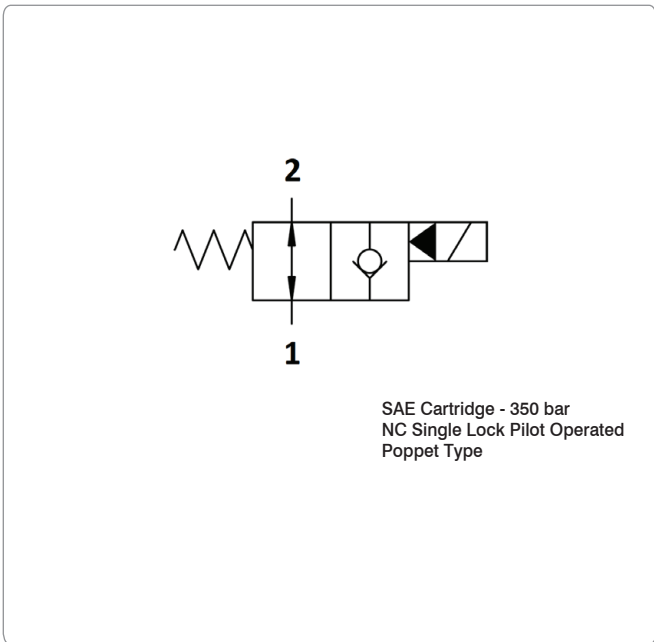 2
1
SAE Cartridge - 350 bar
NC Single Lock Pilot Operated
Poppet Type